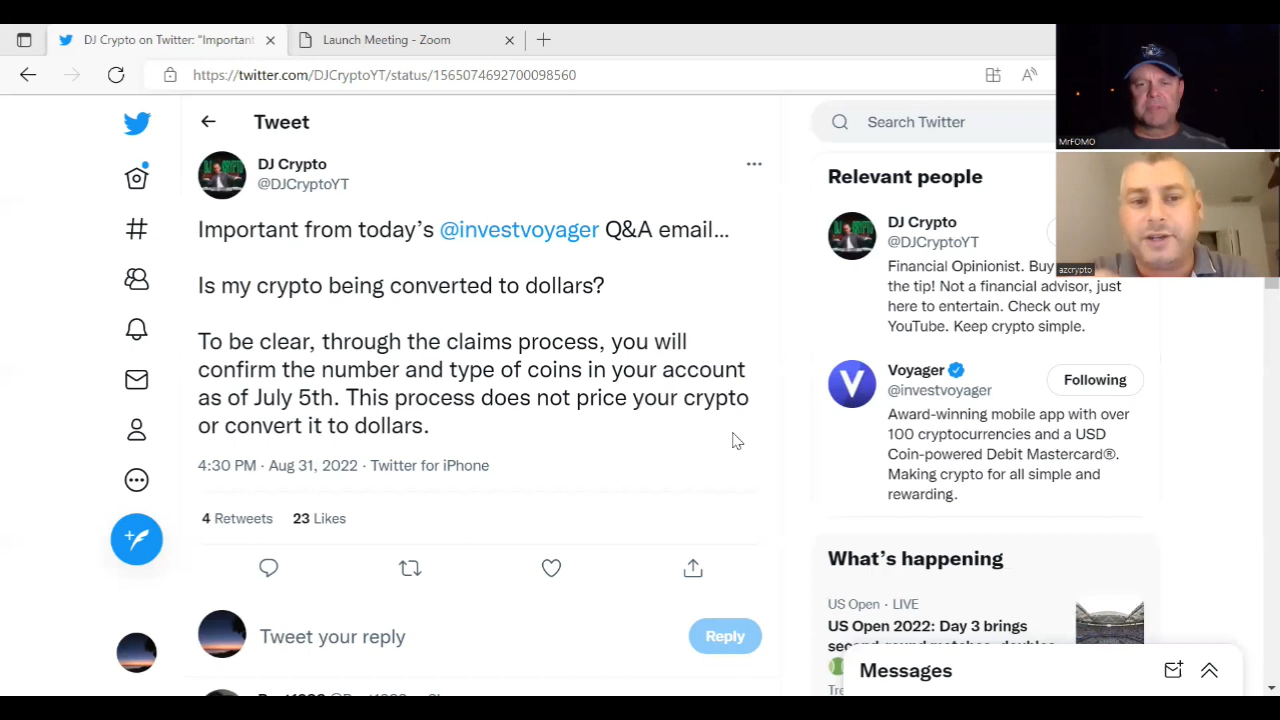 DJ Crypto on Twitter: "Important
Launch Meeting - Zoom
https://twitter.com/DJCryptoYT/status/1565074692700098560
MrFOMO
azcrypto
Tweet
DJ Crypto
@DJCryptoYT
Important from today's @investvoyager Q&A email...
Is my crypto being converted to dollars?
To be clear, through the claims process, you will
confirm the number and type of coins in your account
as of July 5th. This process does not price your crypto
or convert it to dollars.
4:30 PM · Aug 31, 2022 · Twitter for iPhone
4 Retweets 23 Likes
Tweet your reply
Reply
Search Twitter
Relevant people
DJ Crypto
@DJCryptoYT
Financial Opinionist. Buy
the tip! Not a financial advisor, just
here to entertain. Check out my
YouTube. Keep crypto simple.
Voyager
@investvoyager
Following
Award-winning mobile app with over
100 cryptocurrencies and a USD
Coin-powered Debit Mastercard®.
Making crypto for all simple and
rewarding.
What's happening
US Open · LIVE
US Open 2022: Day 3 brings
Messages